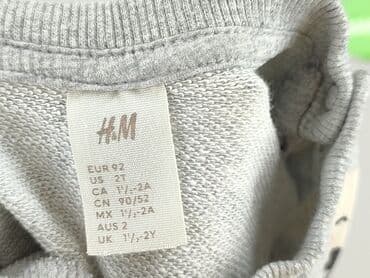 H&M
EUR 92
US 2T
CA 1½-2A
CN 90/52
MX 1½-2A
AUS 2
UK 1½-2Y